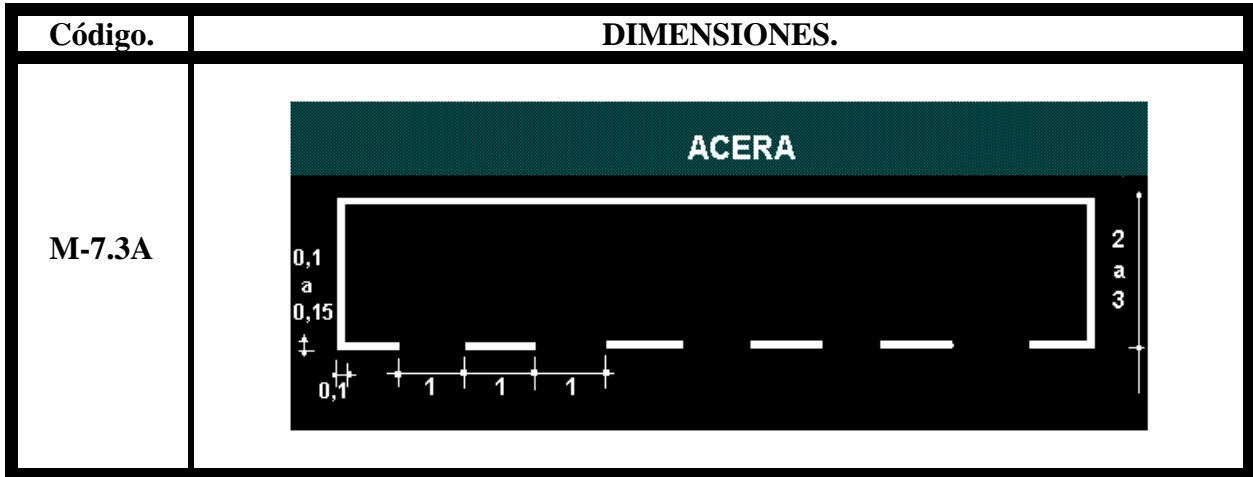 Código.
DIMENSIONES.
M-7.3A
ACERA
0,1
a
0,15
2
a
3
0,1
1
1
1